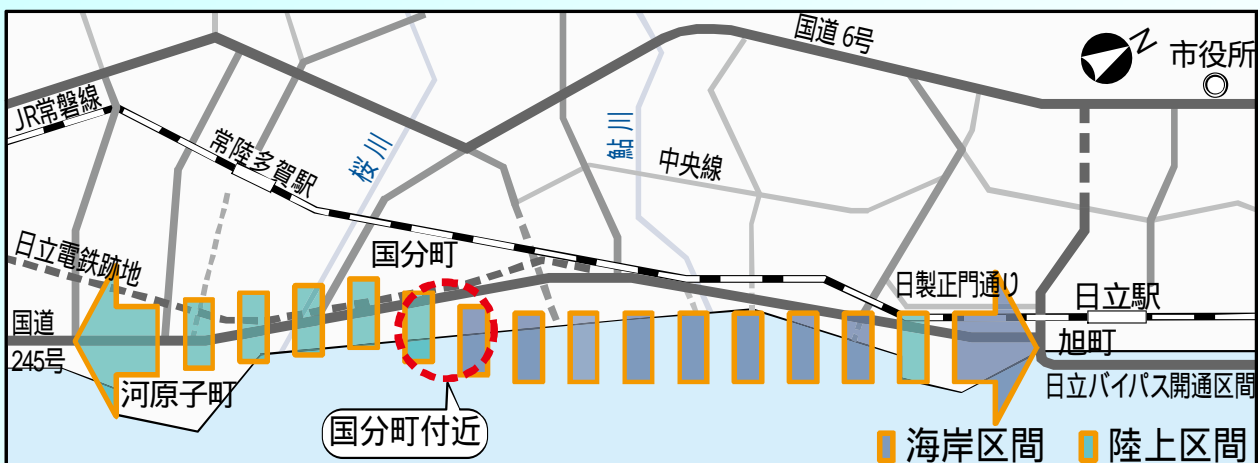 国道 6号
N
市役所
JR常磐線
常陸多賀駅
桜川
鮎川
中央線
日立電鉄跡地
国分町
日製正門通り
日立駅
国道
245号
旭町
河原子町
日立バイパス開通区間
国分町付近
海岸区間
陸上区間